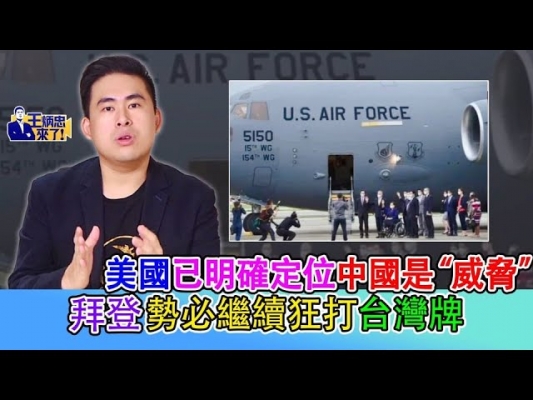 王炳忠
來了!
U.S. AIR FORCE
U.S. AIR FORCE
5150
15TH WG
154TH WG
美國已明確定位中國是“威脅”
拜登勢必繼續狂打台灣牌